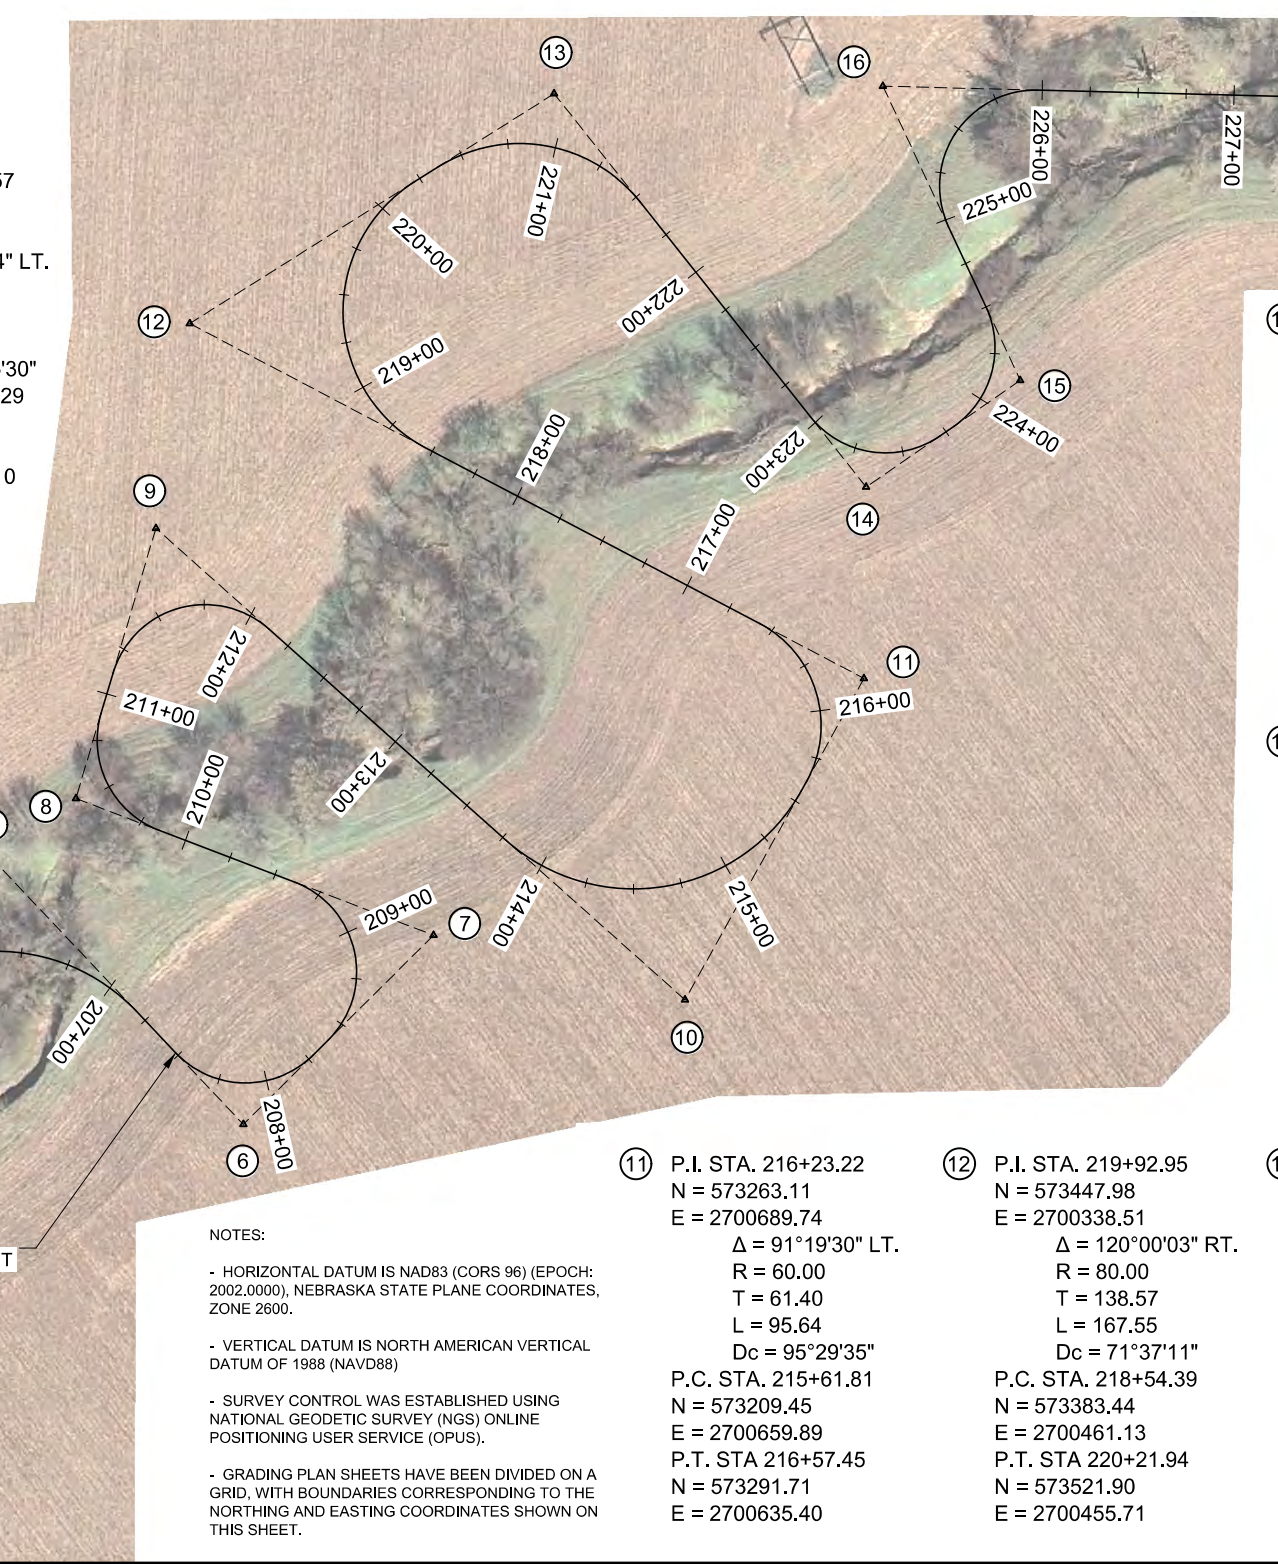 13
16
57
4" LT.
'30"
29
0
12
9
8
7
6
10
11
14
15
1
1
207+00
208+00
209+00
210+00
211+00
212+00
213+00
214+00
215+00
216+00
217+00
218+00
219+00
220+00
221+00
222+00
223+00
224+00
225+00
226+00
227+00
T
NOTES:
- HORIZONTAL DATUM IS NAD83 (CORS 96) (EPOCH:
2002.0000), NEBRASKA STATE PLANE COORDINATES,
ZONE 2600.
- VERTICAL DATUM IS NORTH AMERICAN VERTICAL
DATUM OF 1988 (NAVD88)
- SURVEY CONTROL WAS ESTABLISHED USING
NATIONAL GEODETIC SURVEY (NGS) ONLINE
POSITIONING USER SERVICE (OPUS).
- GRADING PLAN SHEETS HAVE BEEN DIVIDED ON A
GRID, WITH BOUNDARIES CORRESPONDING TO THE
NORTHING AND EASTING COORDINATES SHOWN ON
THIS SHEET.
11 P.I. STA. 216+23.22
N = 573263.11
E = 2700689.74
Δ = 91°19'30" LT.
R = 60.00
T = 61.40
L = 95.64
Dc = 95°29'35"
P.C. STA. 215+61.81
N = 573209.45
E = 2700659.89
P.T. STA 216+57.45
N = 573291.71
E = 2700635.40
12 P.I. STA. 219+92.95
N = 573447.98
E = 2700338.51
Δ = 120°00'03" RT.
R = 80.00
T = 138.57
L = 167.55
Dc = 71°37'11"
P.C. STA. 218+54.39
N = 573383.44
E = 2700461.13
P.T. STA 220+21.94
N = 573521.90
E = 2700455.71
1